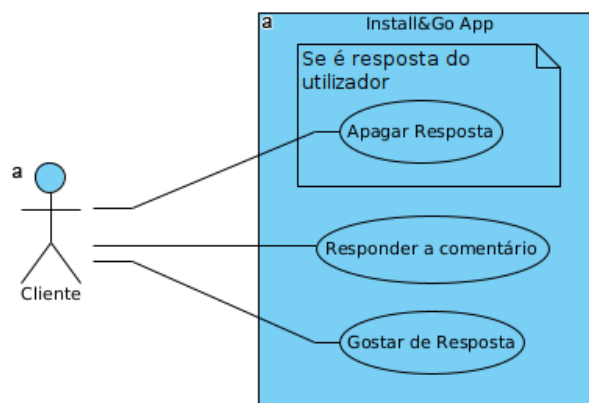 a
Install&Go App
Se é resposta do
utilizador
Apagar Resposta
a
Responder a comentário
Cliente
Gostar de Resposta